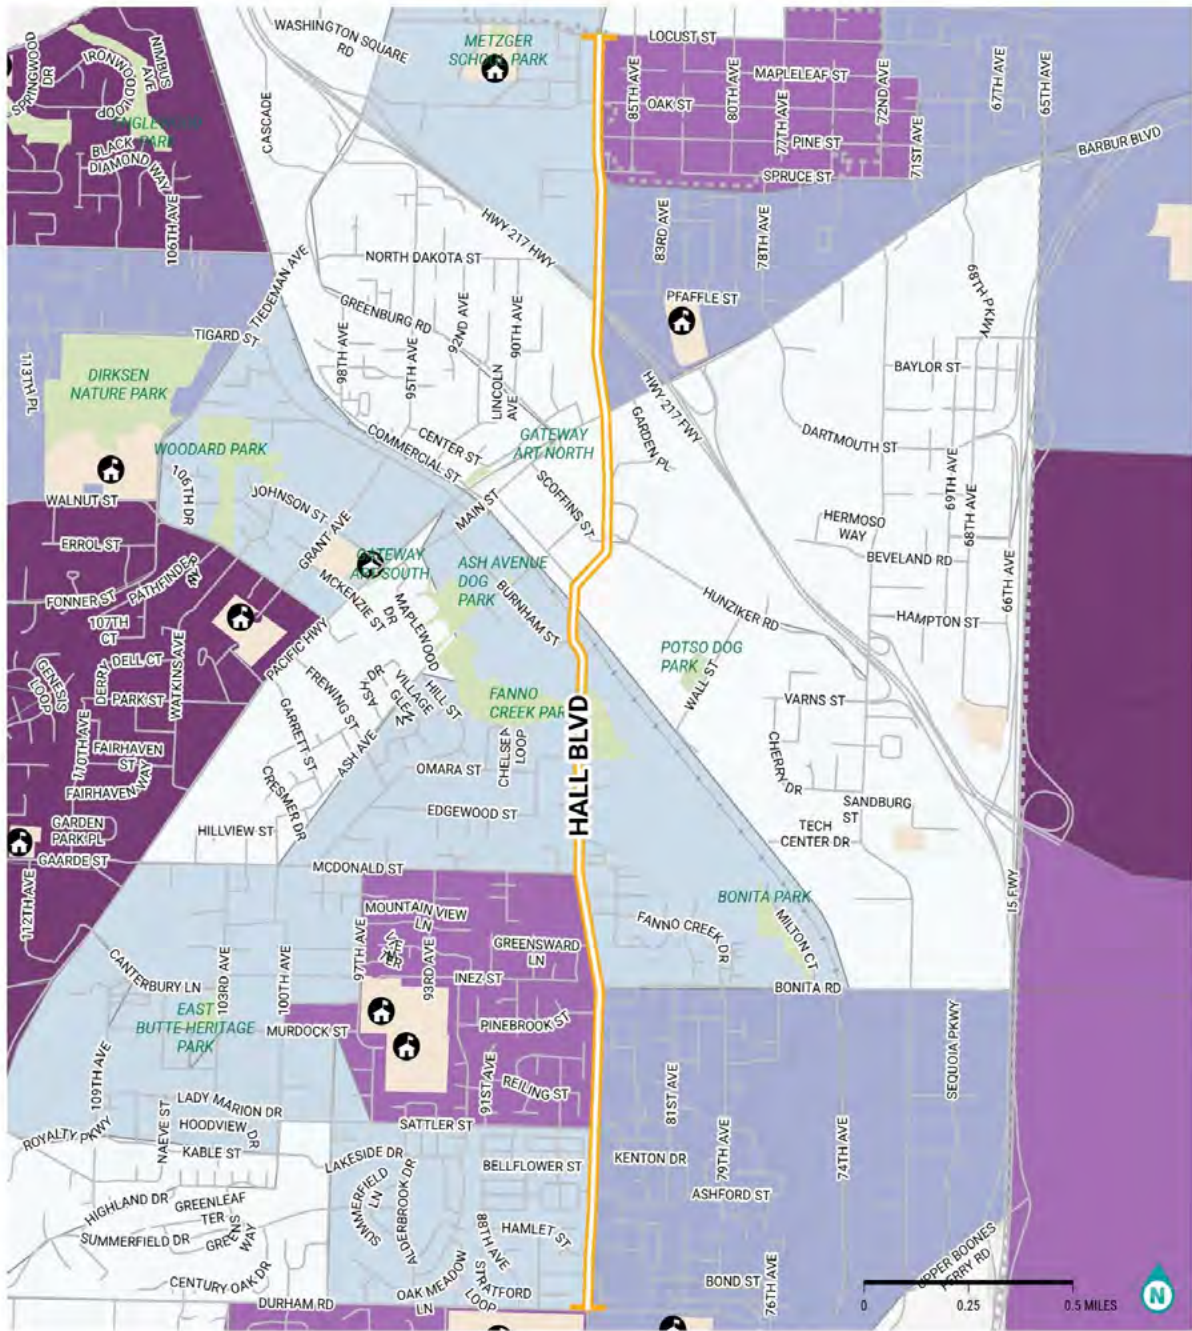 WASHINGTON SQUARE
RD
METZGER
SCHOOL PARK
LOCUST ST
SPRINGWOOD
DR
IRONWOOD
LOOP
NIMBUS
AVE
CASCADE
85TH AVE
80TH AVE
MAPLELEAF ST
77TH AVE
72ND AVE
67TH AVE
65TH AVE
OAK ST
ENGLEWOOD
PARK
BLACK
DIAMOND WAY
PINE ST
71ST AVE
BARBUR BLVD
SPRUCE ST
106TH AVE
HWY 217 HWY
83RD AVE
78TH AVE
NORTH DAKOTA ST
TIEDEMAN AVE
68TH PKWY
PFAFFLE ST
GREENBURG RD
92ND AVE
90TH AVE
TIGARD ST
98TH AVE
95TH AVE
113TH PL
DIRKSEN
NATURE PARK
LINCOLN
AVE
HWY 217 FWY
BAYLOR ST
GARDEN PL
WOODARD PARK
COMMERCIAL ST
CENTER ST
GATEWAY
ART NORTH
DARTMOUTH ST
106TH DR
SCOFFINS ST
69TH AVE
68TH AVE
WALNUT ST
JOHNSON ST
MAIN ST
HERMOSO
WAY
ERROL ST
GRANT AVE
GATEWAY
ART SOUTH
ASH AVENUE
DOG
PARK
BEVELAND RD
66TH AVE
PATHFINDER
FONNER ST
MCKENZIE ST
MAPLEWOOD
DR
BURNHAM ST
HUNZIKER RD
HAMPTON ST
107TH
CT
PACIFIC HWY
POTSO DOG
PARK
GENESIS
LOOP
DERRY
DELL CT
WATKINS AVE
FREWING ST
ASH
DR
VILLAGE
GLEN
HILL ST
FANNO
CREEK PARK
WALL ST
PARK ST
GARRETT ST
VARNS ST
HALL BLVD
110TH AVE
FAIRHAVEN
ST
ASH AVE
CHELSEA
LOOP
CHERRY DR
FAIRHAVEN WAY
CRESMER DR
OMARA ST
GARDEN
PARK PL
HILLVIEW ST
EDGEWOOD ST
SANDBURG
ST
TECH
CENTER DR
GAARDE ST
MCDONALD ST
112TH AVE
I5 FWY
BONITA PARK
MOUNTAIN VIEW
LN
97TH AVE
93RD AVE
GREENSWARD
LN
FANNO CREEK DR
MILTON CT
CANTERBURY LN
103RD AVE
100TH AVE
INEZ ST
BONITA RD
EAST
BUTTE HERITAGE
PARK
MURDOCK ST
PINEBROOK ST
SEQUOIA PKWY
109TH AVE
91ST AVE
REILING ST
81ST AVE
LADY MARION DR
NAEVE ST
HOODVIEW
DR
SATTLER ST
79TH AVE
74TH AVE
ROYALTY PKWY
KABLE ST
LAKESIDE DR
BELLFLOWER ST
KENTON DR
HIGHLAND DR
GREENLEAF
TER
SUMMERFIELD
LN
ALDERBROOK DR
ASHFORD ST
SUMMERFIELD DR
GREENS
WAY
88TH AVE
HAMLET ST
CENTURY OAK DR
OAK MEADOW
LN
STRATFORD
LOOP
BOND ST
76TH AVE
UPPER BOONES
FERRY RD
DURHAM RD
0
0.25
0.5 MILES
N